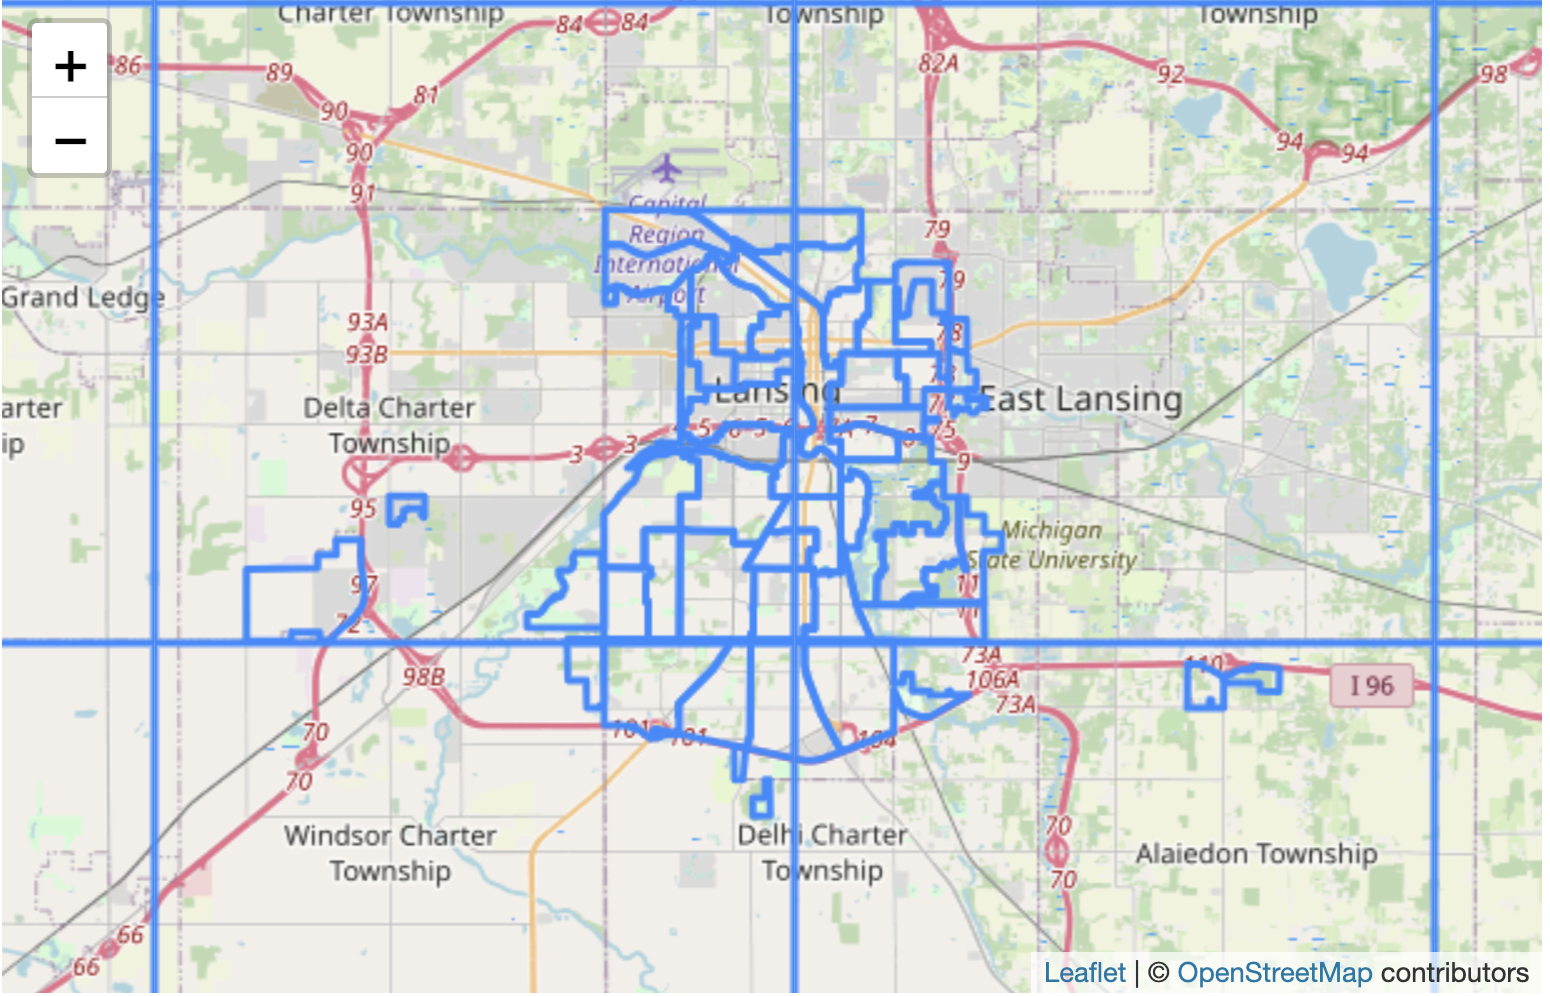 Charter Township
84
84
Township
Township
+
86
89
82A
92
98
90
81
−
90
94
94
91
79
Capital
Region
International
Airport
79
Grand Ledge
93A
78
93B
arter
ip
Delta Charter
Township
Lansing
East Lansing
3
3
5
6
5
7
75
9
95
Michigan
State University
97
11
11
72
73A
110
98B
106A
I 96
73A
70
101
101
104
70
Windsor Charter
Township
Delhi Charter
Township
70
Alaiedon Township
70
66
66
Leaflet | © OpenStreetMap contributors